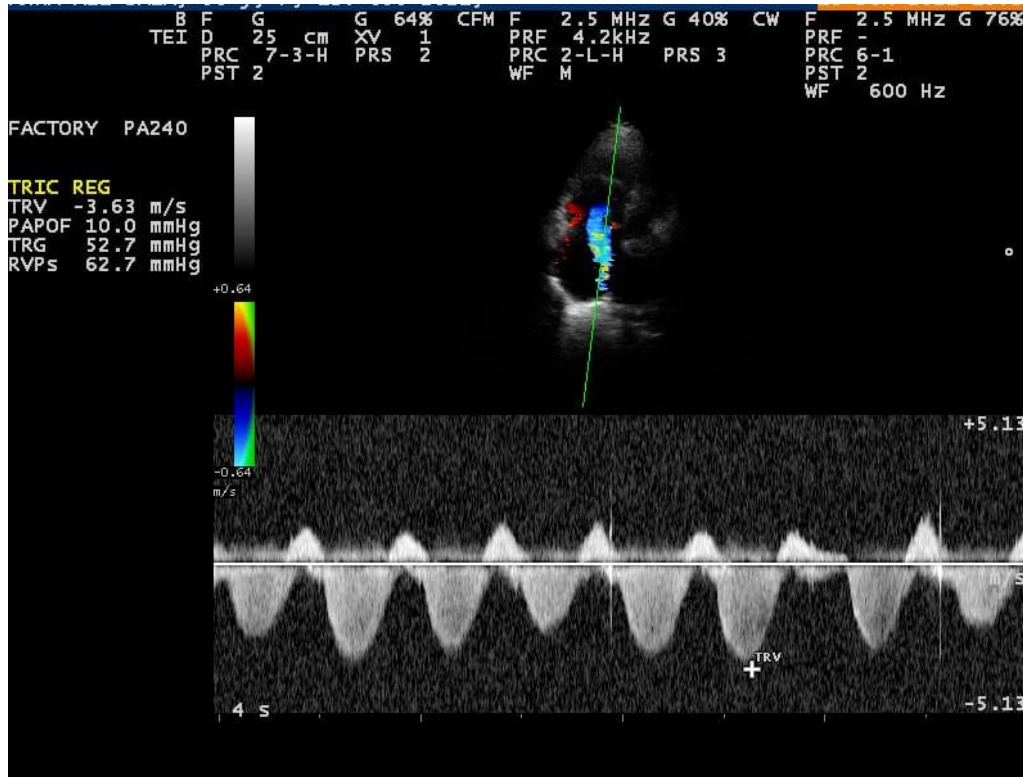 B F G G 64% CFM F 2.5 MHz G 40% CW F 2.5 MHz G 76%
TEI D 25 cm XV 1 PRF 4.2kHz PRF -
PRC 7-3-H PRS 2 PRC 2-L-H PRS 3 PRC 6-1
PST 2 WF M PST 2
WF 600 Hz
FACTORY PA240
TRIC REG
TRV -3.63 m/s
PAPOF 10.0 mmHg
TRG 52.7 mmHg
RVPs 62.7 mmHg
+0.64
-0.64
m/s
+5.13
m/s
TRV
-5.13
4 s